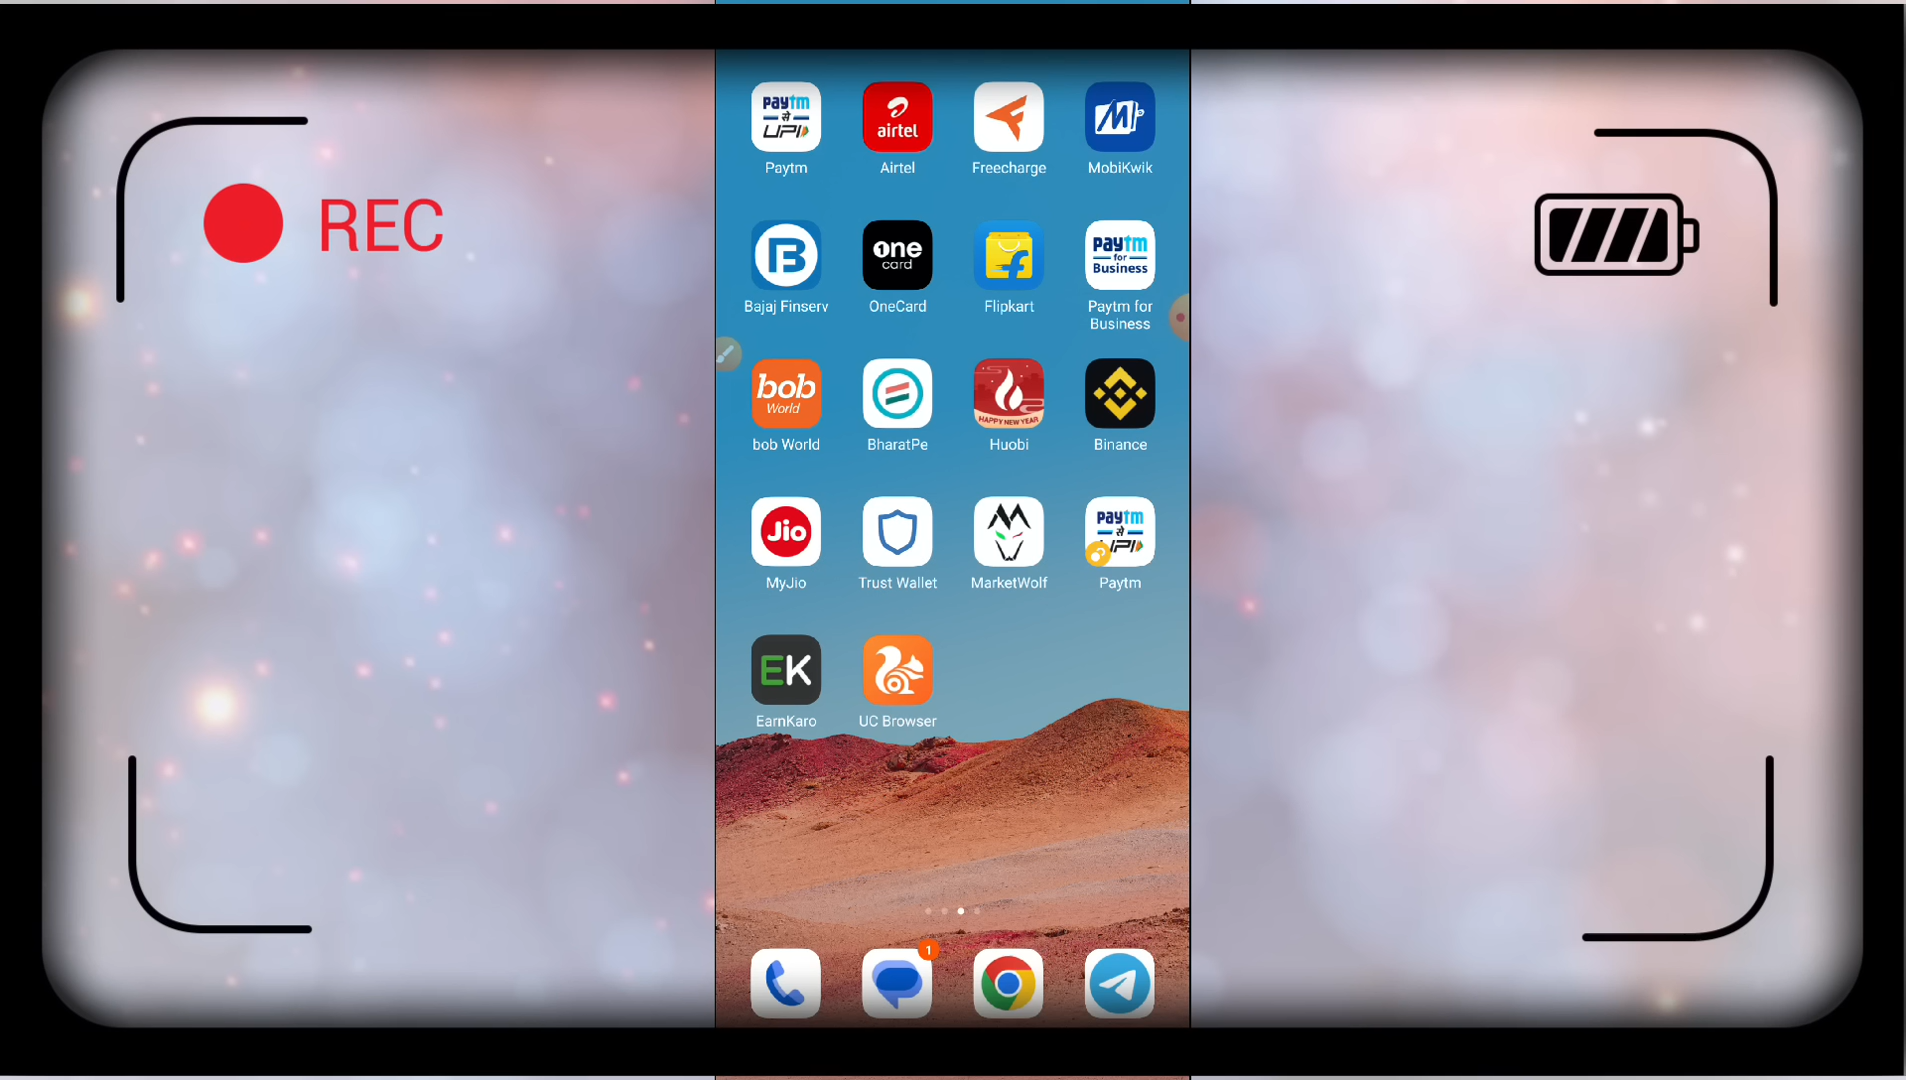 REC
paytm
से
UPI
airtel
Paytm
Airtel
Freecharge
MobiKwik
one
card
paytm
for
Business
Bajaj Finserv
OneCard
Flipkart
Paytm for
Business
bob
World
HAPPY NEW YEAR
bob World
BharatPe
Huobi
Binance
Jio
paytm
से
UPI
MyJio
Trust Wallet
MarketWolf
Paytm
EK
EarnKaro
UC Browser
1